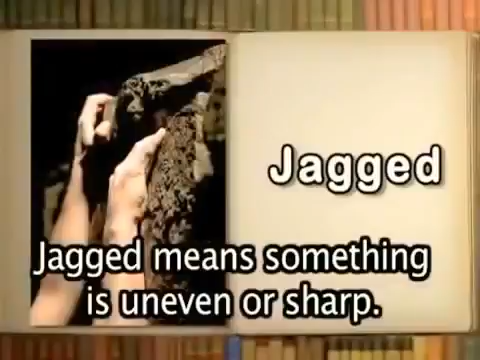 Jagged
Jagged means something
is uneven or sharp.